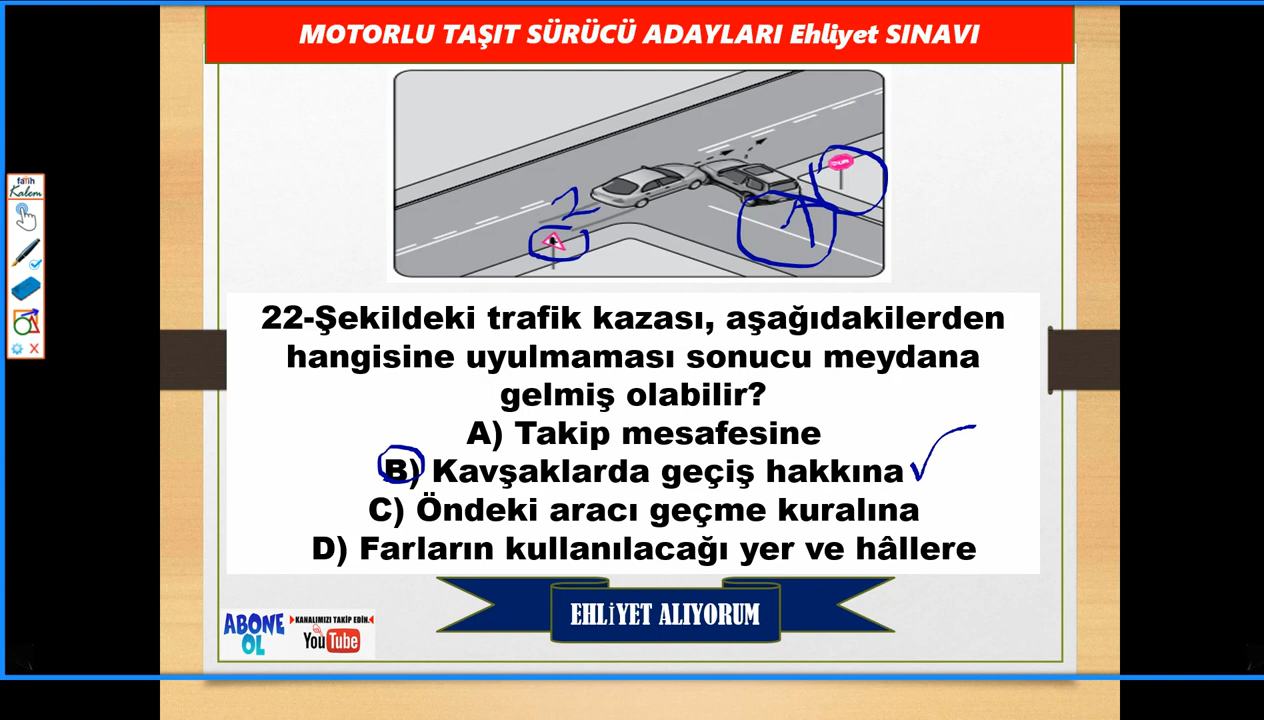 MOTORLU TAŞIT SÜRÜCÜ ADAYLARI Ehliyet SINAVI
fatih
Kalem
2
1
22-Şekildeki trafik kazası, aşağıdakilerden
hangisine uyulmaması sonucu meydana
gelmiş olabilir?
A) Takip mesafesine
B) Kavşaklarda geçiş hakkına
C) Öndeki aracı geçme kuralına
D) Farların kullanılacağı yer ve hâllere
EHLİYET ALIYORUM
ABONE
OL
KANALIMIZI TAKİP EDİN.
YouTube